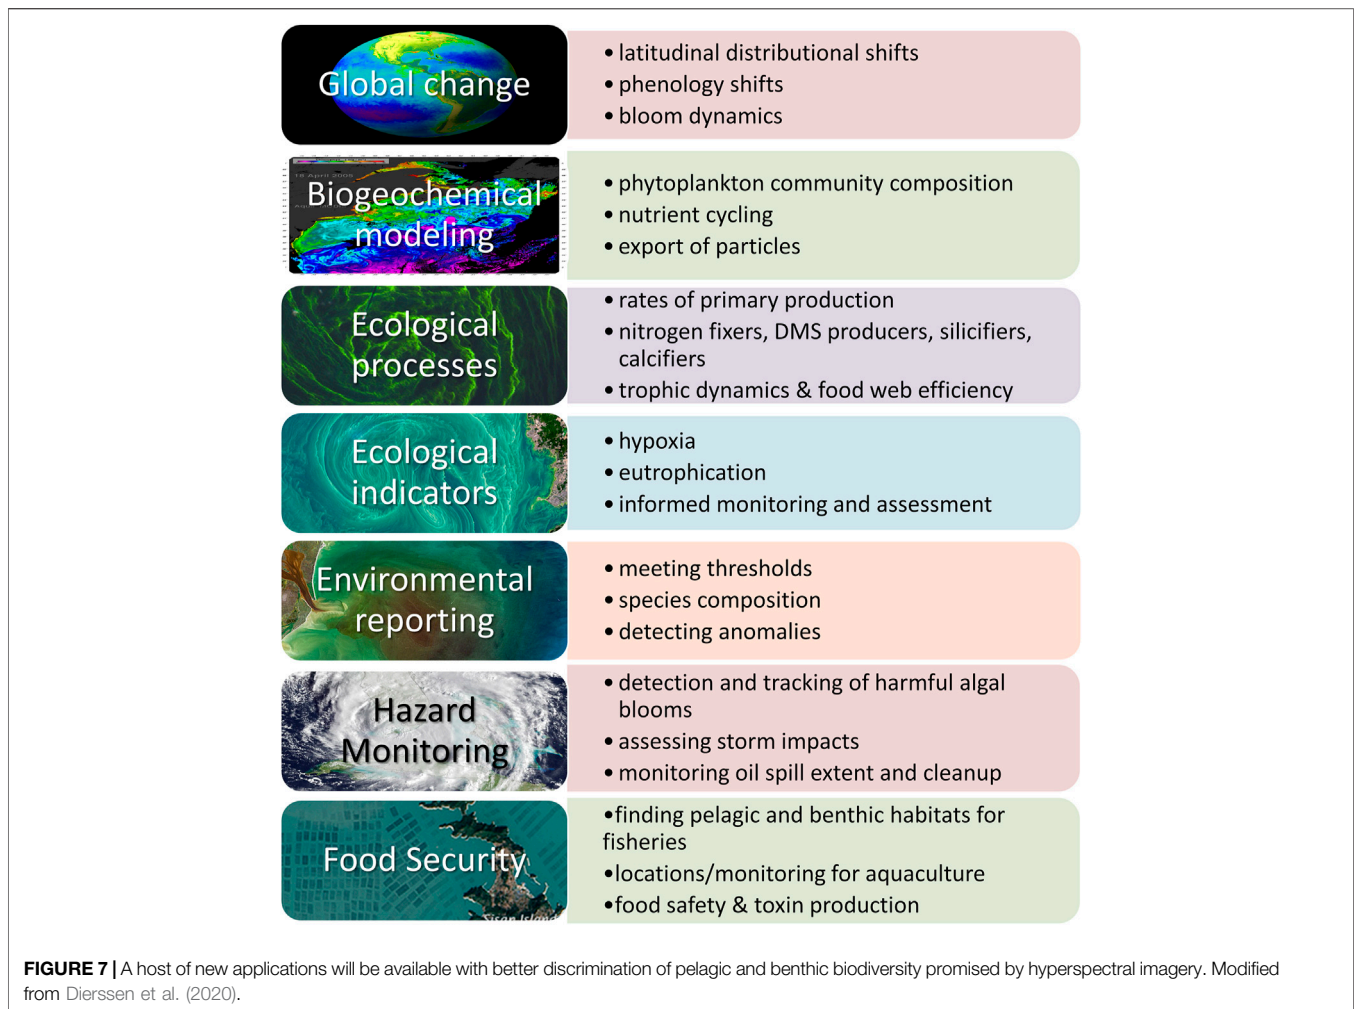 Global change
• latitudinal distributional shifts
• phenology shifts
• bloom dynamics
18 April 2005
Biogeochemical
modeling
• phytoplankton community composition
• nutrient cycling
• export of particles
Ecological
processes
• rates of primary production
• nitrogen fixers, DMS producers, silicifiers,
calcifiers
• trophic dynamics & food web efficiency
Ecological
indicators
• hypoxia
• eutrophication
• informed monitoring and assessment
Environmental
reporting
• meeting thresholds
• species composition
• detecting anomalies
Hazard
Monitoring
• detection and tracking of harmful algal
blooms
• assessing storm impacts
• monitoring oil spill extent and cleanup
Food Security
Sisan Island
•finding pelagic and benthic habitats for
fisheries
•locations/monitoring for aquaculture
•food safety & toxin production
FIGURE 7 | A host of new applications will be available with better discrimination of pelagic and benthic biodiversity promised by hyperspectral imagery. Modified
from Dierssen et al. (2020).